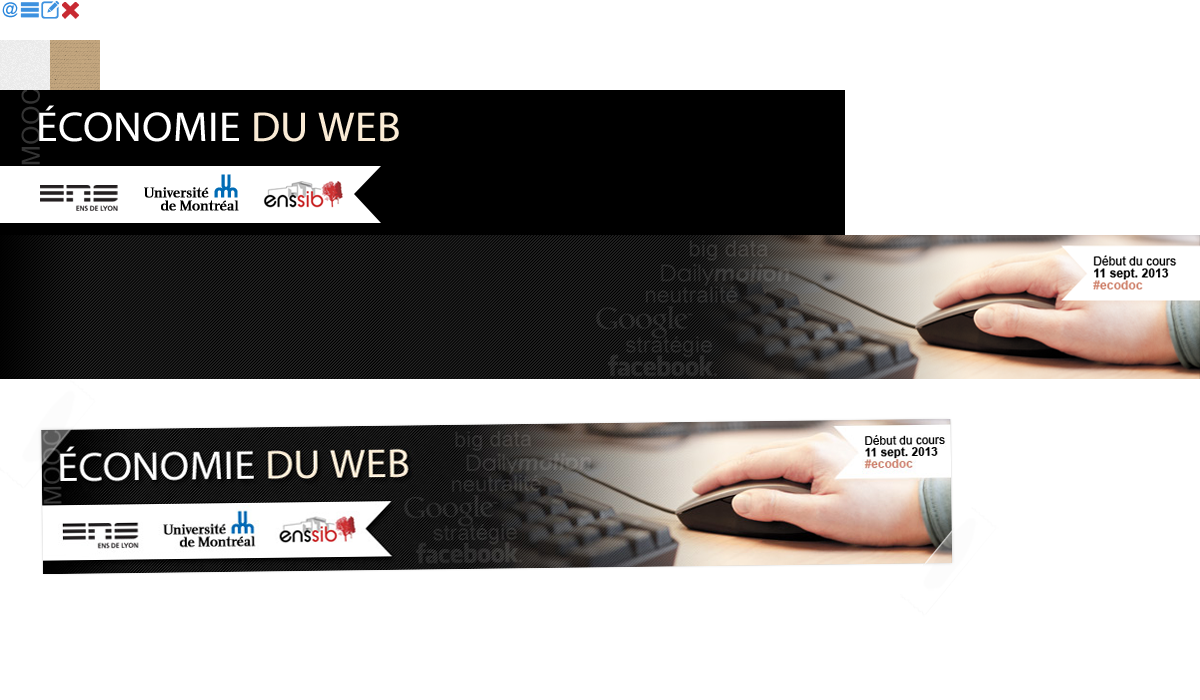 @
MOOC
ÉCONOMIE DU WEB
ens
ENS DE LYON
Université
de Montréal
enssib
big data
Dailymotion
neutralité
Google
stratégie
facebook.
Début du cours
11 sept. 2013
#ecodoc
MOOC
ÉCONOMIE DU WEB
ens
ENS DE LYON
Université
de Montréal
enssib
big data
Dailymotion
neutralité
Google
stratégie
facebook.
Début du cours
11 sept. 2013
#ecodoc